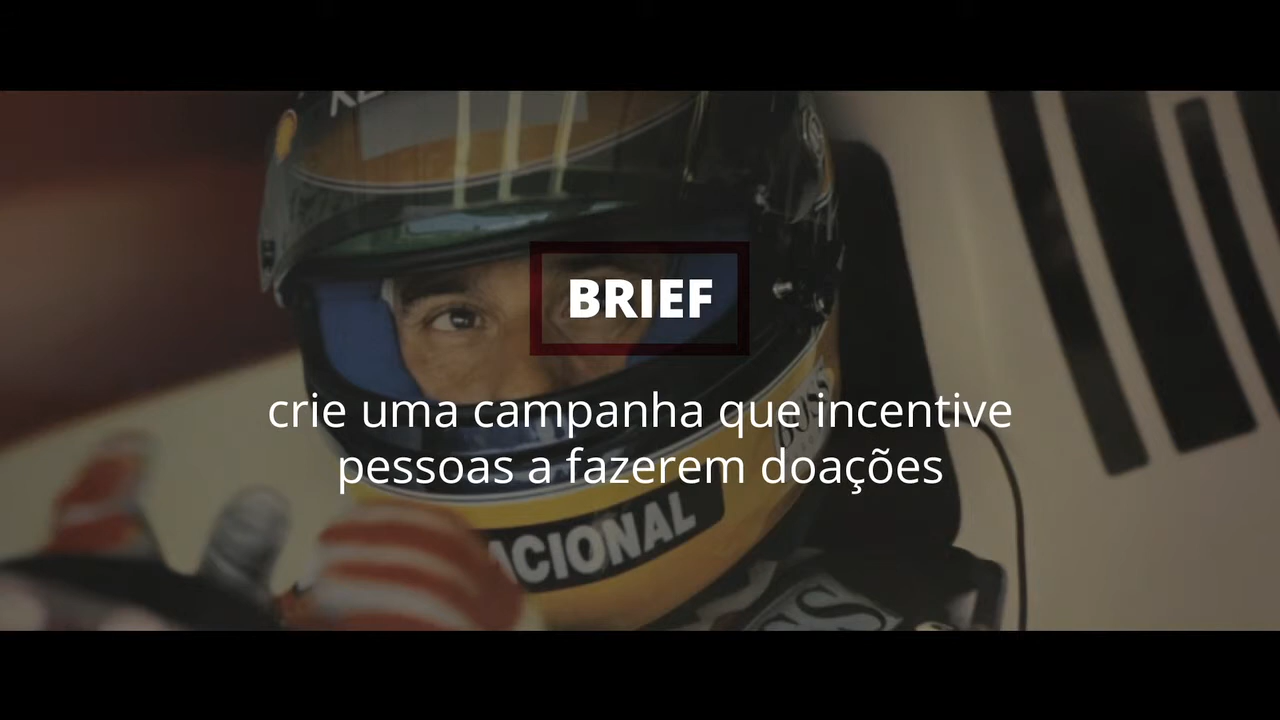 BRIEF
crie uma campanha que incentive
pessoas a fazerem doações
ACIONAL